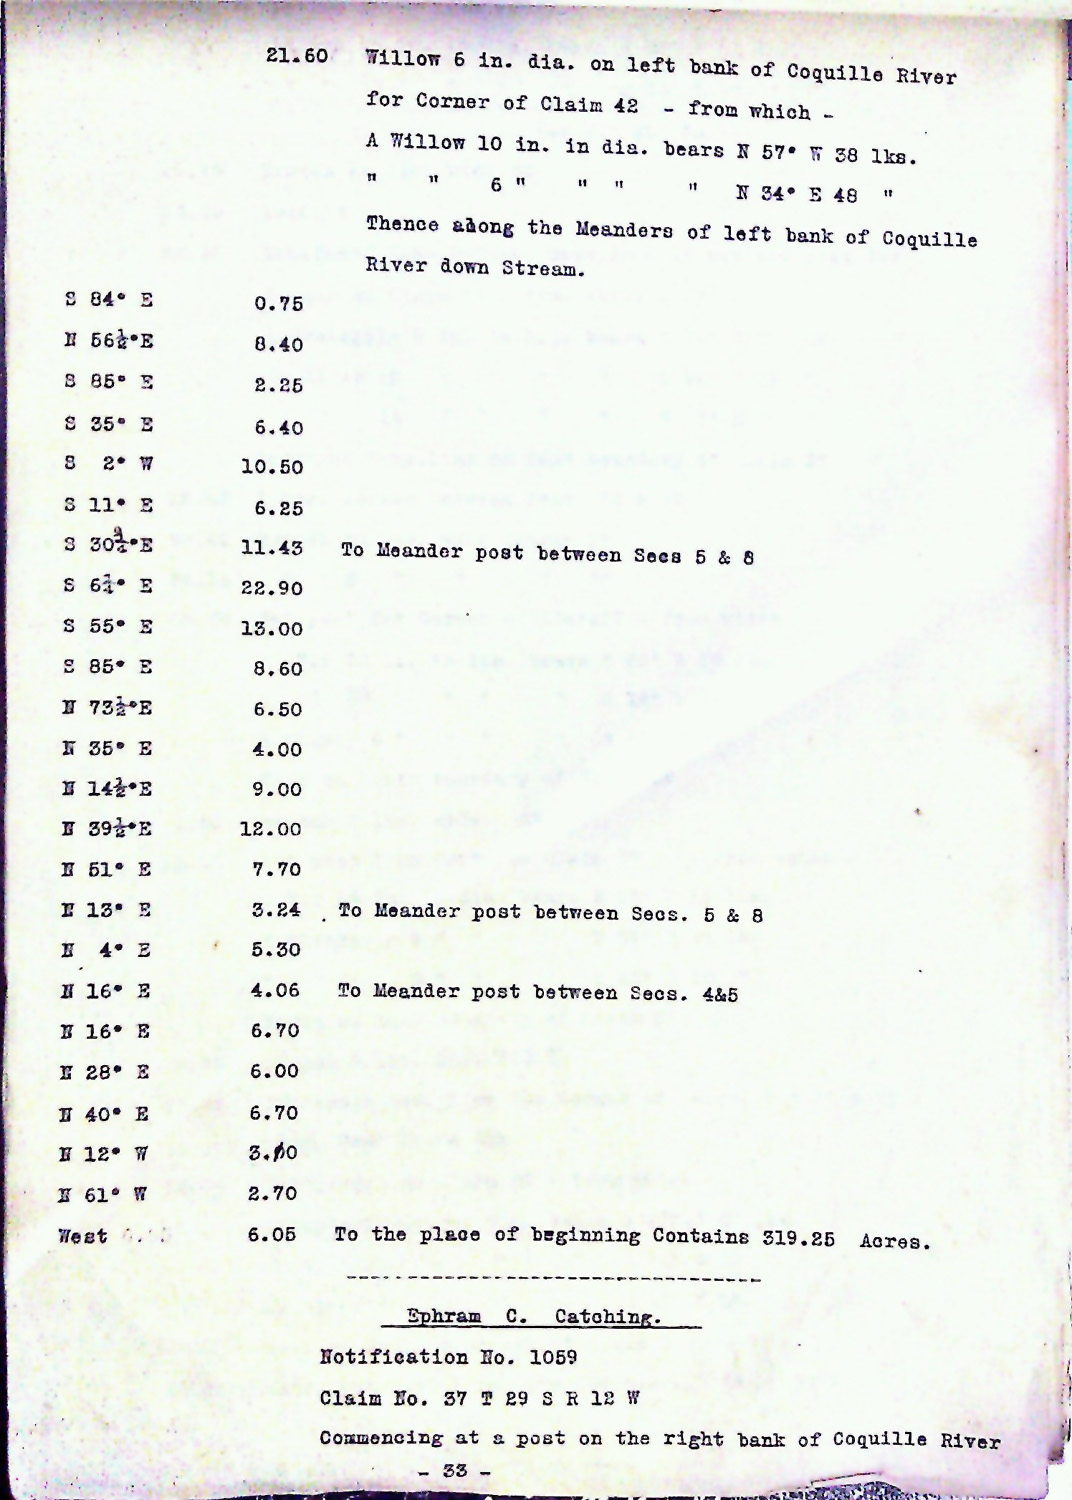 21.60 Willow 6 in. dia. on left bank of Coquille River
for Corner of Claim 42 - from which -
A Willow 10 in. in dia. bears N 57° W 38 lks.
" " 6 " " " " N 34° E 48 "
Thence along the Meanders of left bank of Coquille
River down Stream.
S 84° E 0.75
N 56½°E 8.40
S 85° E 2.25
S 35° E 6.40
S 2° W 10.50
S 11° E 6.25
S 30¾°E 11.43 To Meander post between Secs 5 & 8
S 6¼° E 22.90
S 55° E 13.00
S 85° E 8.60
N 73½°E 6.50
N 35° E 4.00
N 14½°E 9.00
N 39½°E 12.00
N 51° E 7.70
N 13° E 3.24 To Meander post between Secs. 5 & 8
N 4° E 5.30
N 16° E 4.06 To Meander post between Secs. 4&5
N 16° E 6.70
N 28° E 6.00
N 40° E 6.70
N 12° W 3.00
N 61° W 2.70
West 6.05 To the place of beginning Contains 319.25 Acres.
------------------------------------
Ephram C. Catching.
Notification No. 1059
Claim No. 37 T 29 S R 12 W
Commencing at a post on the right bank of Coquille River
- 33 -